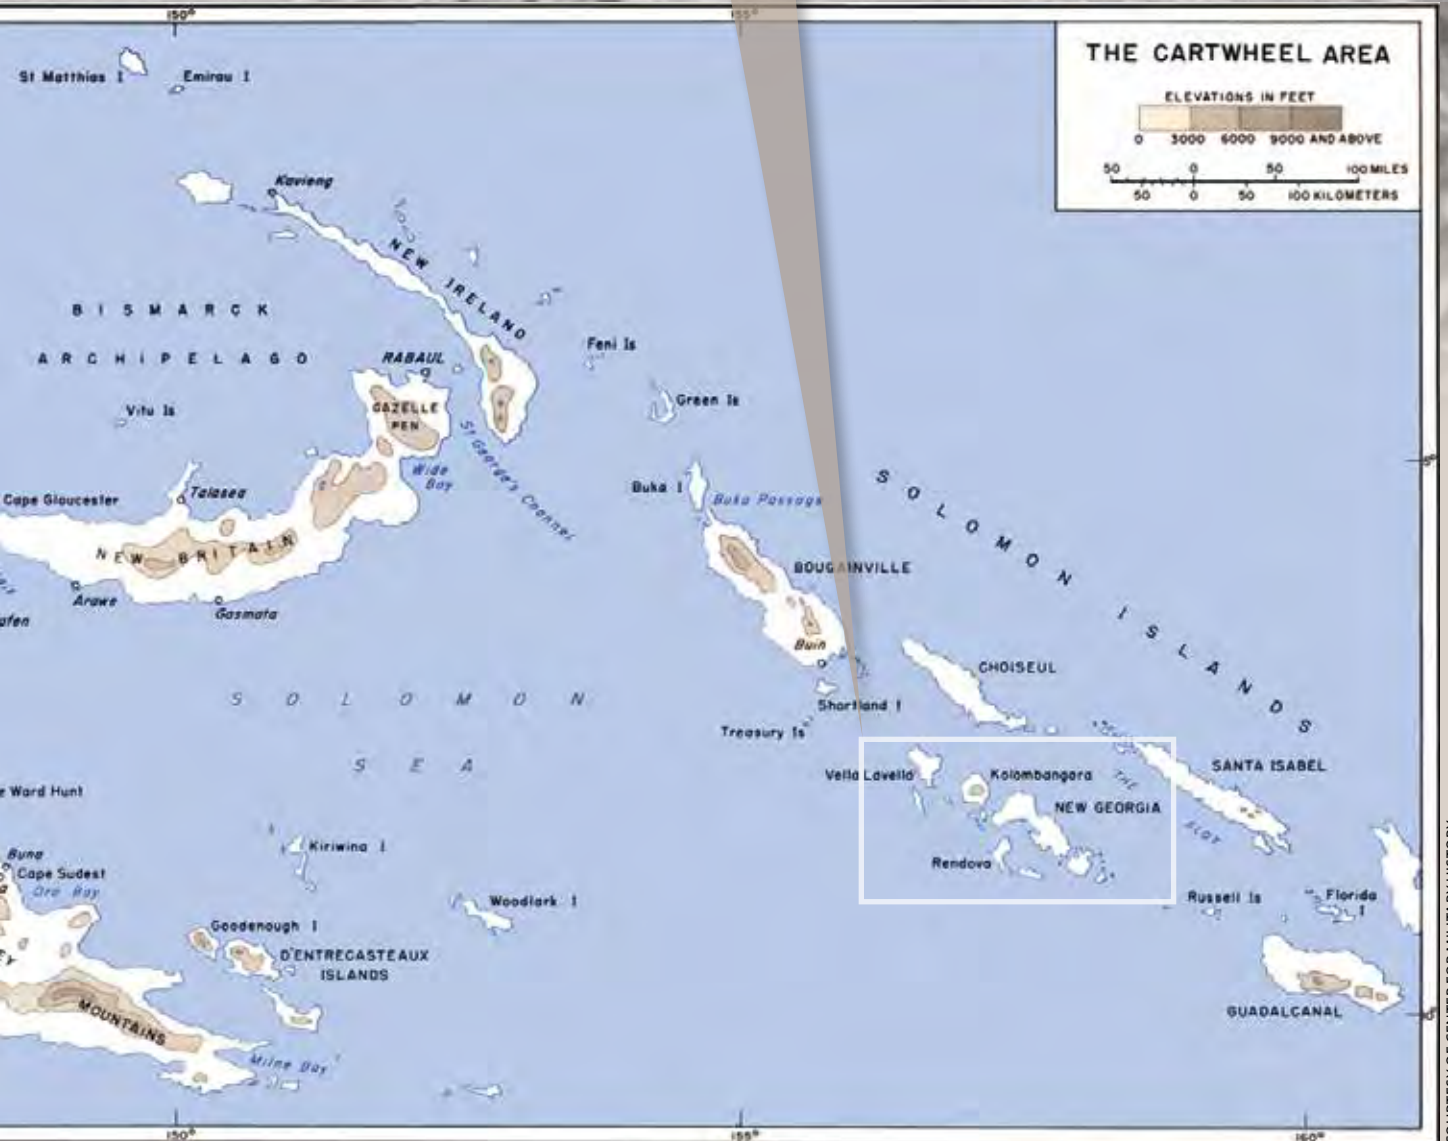 150°
155°
THE CARTWHEEL AREA
ELEVATIONS IN FEET
0 3000 6000 9000 AND ABOVE
50 0 50 100 MILES
50 0 50 100 KILOMETERS
St Matthias I
Emirau I
Kavieng
NEW IRELAND
BISMARCK
ARCHIPELAGO
RABAUL
Feni Is
Green Is
Vitu Is
GAZELLE
PEN
St George's Channel
Wide
Bay
Buka I
Buka Passage
5°
SOLOMON ISLANDS
Cape Gloucester
Talasea
NEW BRITAIN
BOUGAINVILLE
Arawe
Gasmata
afen
Buin
CHOISEUL
SOLOMON
SEA
Shortland I
Treasury Is
Vella Lavella
Kolombangara
THE
SLOT
SANTA ISABEL
NEW GEORGIA
Rendova
e Ward Hunt
Kiriwina I
Buna
Cape Sudest
Oro Bay
Woodlark I
Russell Is
Florida
I
Goodenough I
D'ENTRECASTEAUX
ISLANDS
EY
MOUNTAINS
GUADALCANAL
Milne Bay
150°
155°
160°